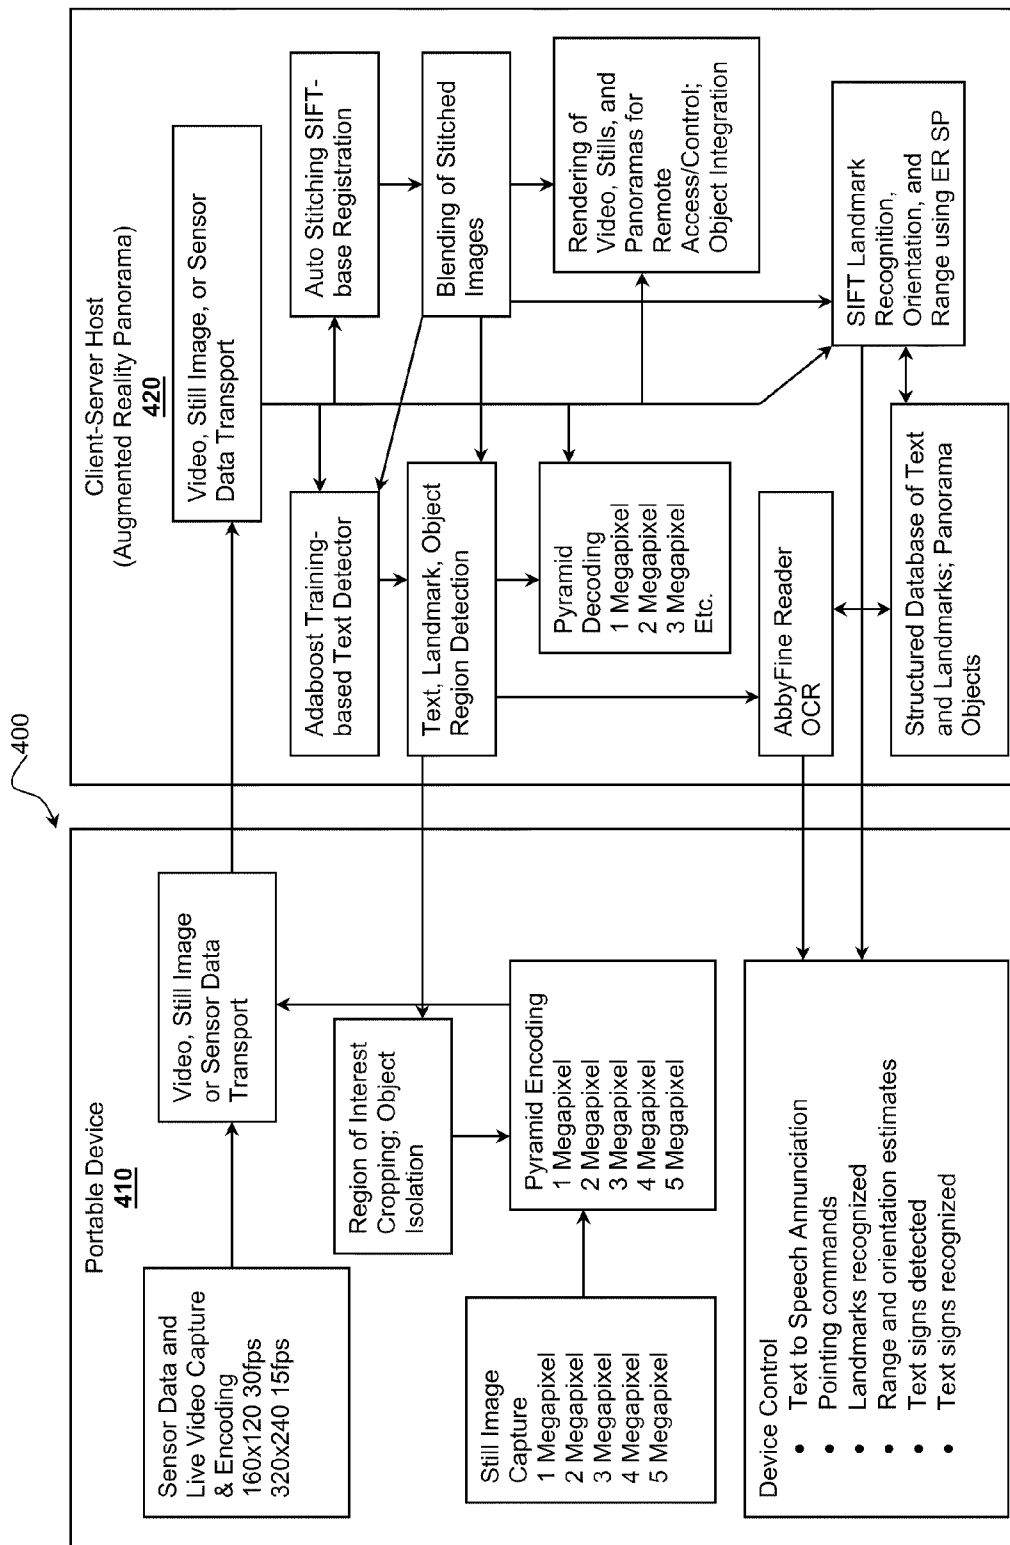 400
Portable Device
410
Sensor Data and
Live Video Capture
& Encoding
160x120 30fps
320x240 15fps
Video, Still Image
or Sensor Data
Transport
Region of Interest
Cropping; Object
Isolation
Still Image
Capture
1 Megapixel
2 Megapixel
3 Megapixel
4 Megapixel
5 Megapixel
Pyramid Encoding
1 Megapixel
2 Megapixel
3 Megapixel
4 Megapixel
5 Megapixel
Device Control
• Text to Speech Annunciation
• Pointing commands
• Landmarks recognized
• Range and orientation estimates
• Text signs detected
• Text signs recognized
Client-Server Host
(Augmented Reality Panorama)
420
Video, Still Image, or Sensor
Data Transport
Adaboost Training-
based Text Detector
Auto Stitching SIFT-
base Registration
Text, Landmark, Object
Region Detection
Blending of Stitched
Images
Pyramid
Decoding
1 Megapixel
2 Megapixel
3 Megapixel
Etc.
Rendering of
Video, Stills, and
Panoramas for
Remote
Access/Control;
Object Integration
AbbyFine Reader
OCR
SIFT Landmark
Recognition,
Orientation, and
Range using ER SP
Structured Database of Text
and Landmarks; Panorama
Objects